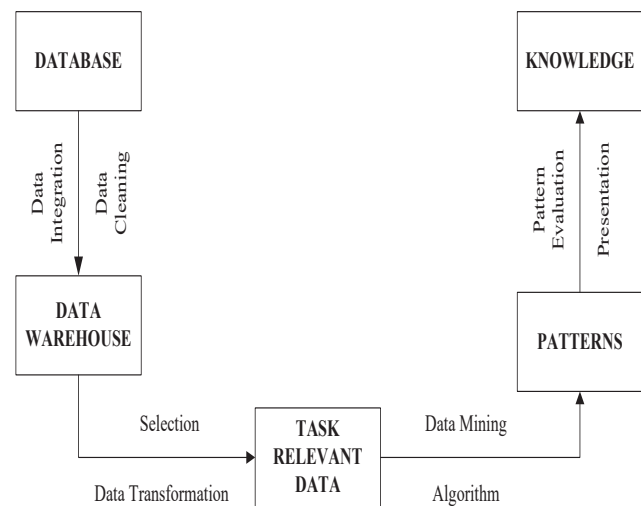 DATABASE
KNOWLEDGE
Data
Integration
Data
Cleaning
Pattern
Evaluation
Presentation
DATA
WAREHOUSE
PATTERNS
Selection
Data Transformation
TASK
RELEVANT
DATA
Data Mining
Algorithm